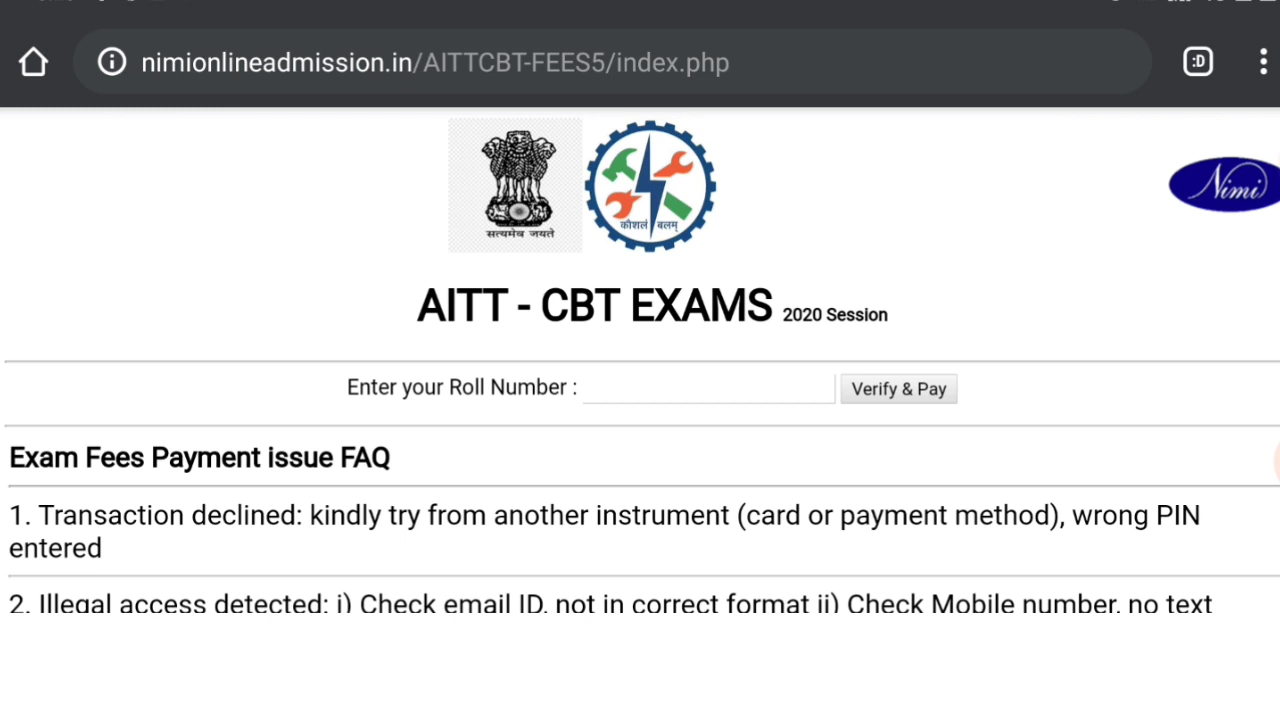 :D
nimionlineadmission.in/AITTCBT-FEES5/index.php
सत्यमेव जयते
कौशलं बलम्
Nimi
AITT - CBT EXAMS 2020 Session
Enter your Roll Number : Verify & Pay
Exam Fees Payment issue FAQ
1. Transaction declined: kindly try from another instrument (card or payment method), wrong PIN
entered
2. Illegal access detected: i) Check email ID, not in correct format ii) Check Mobile number, no text